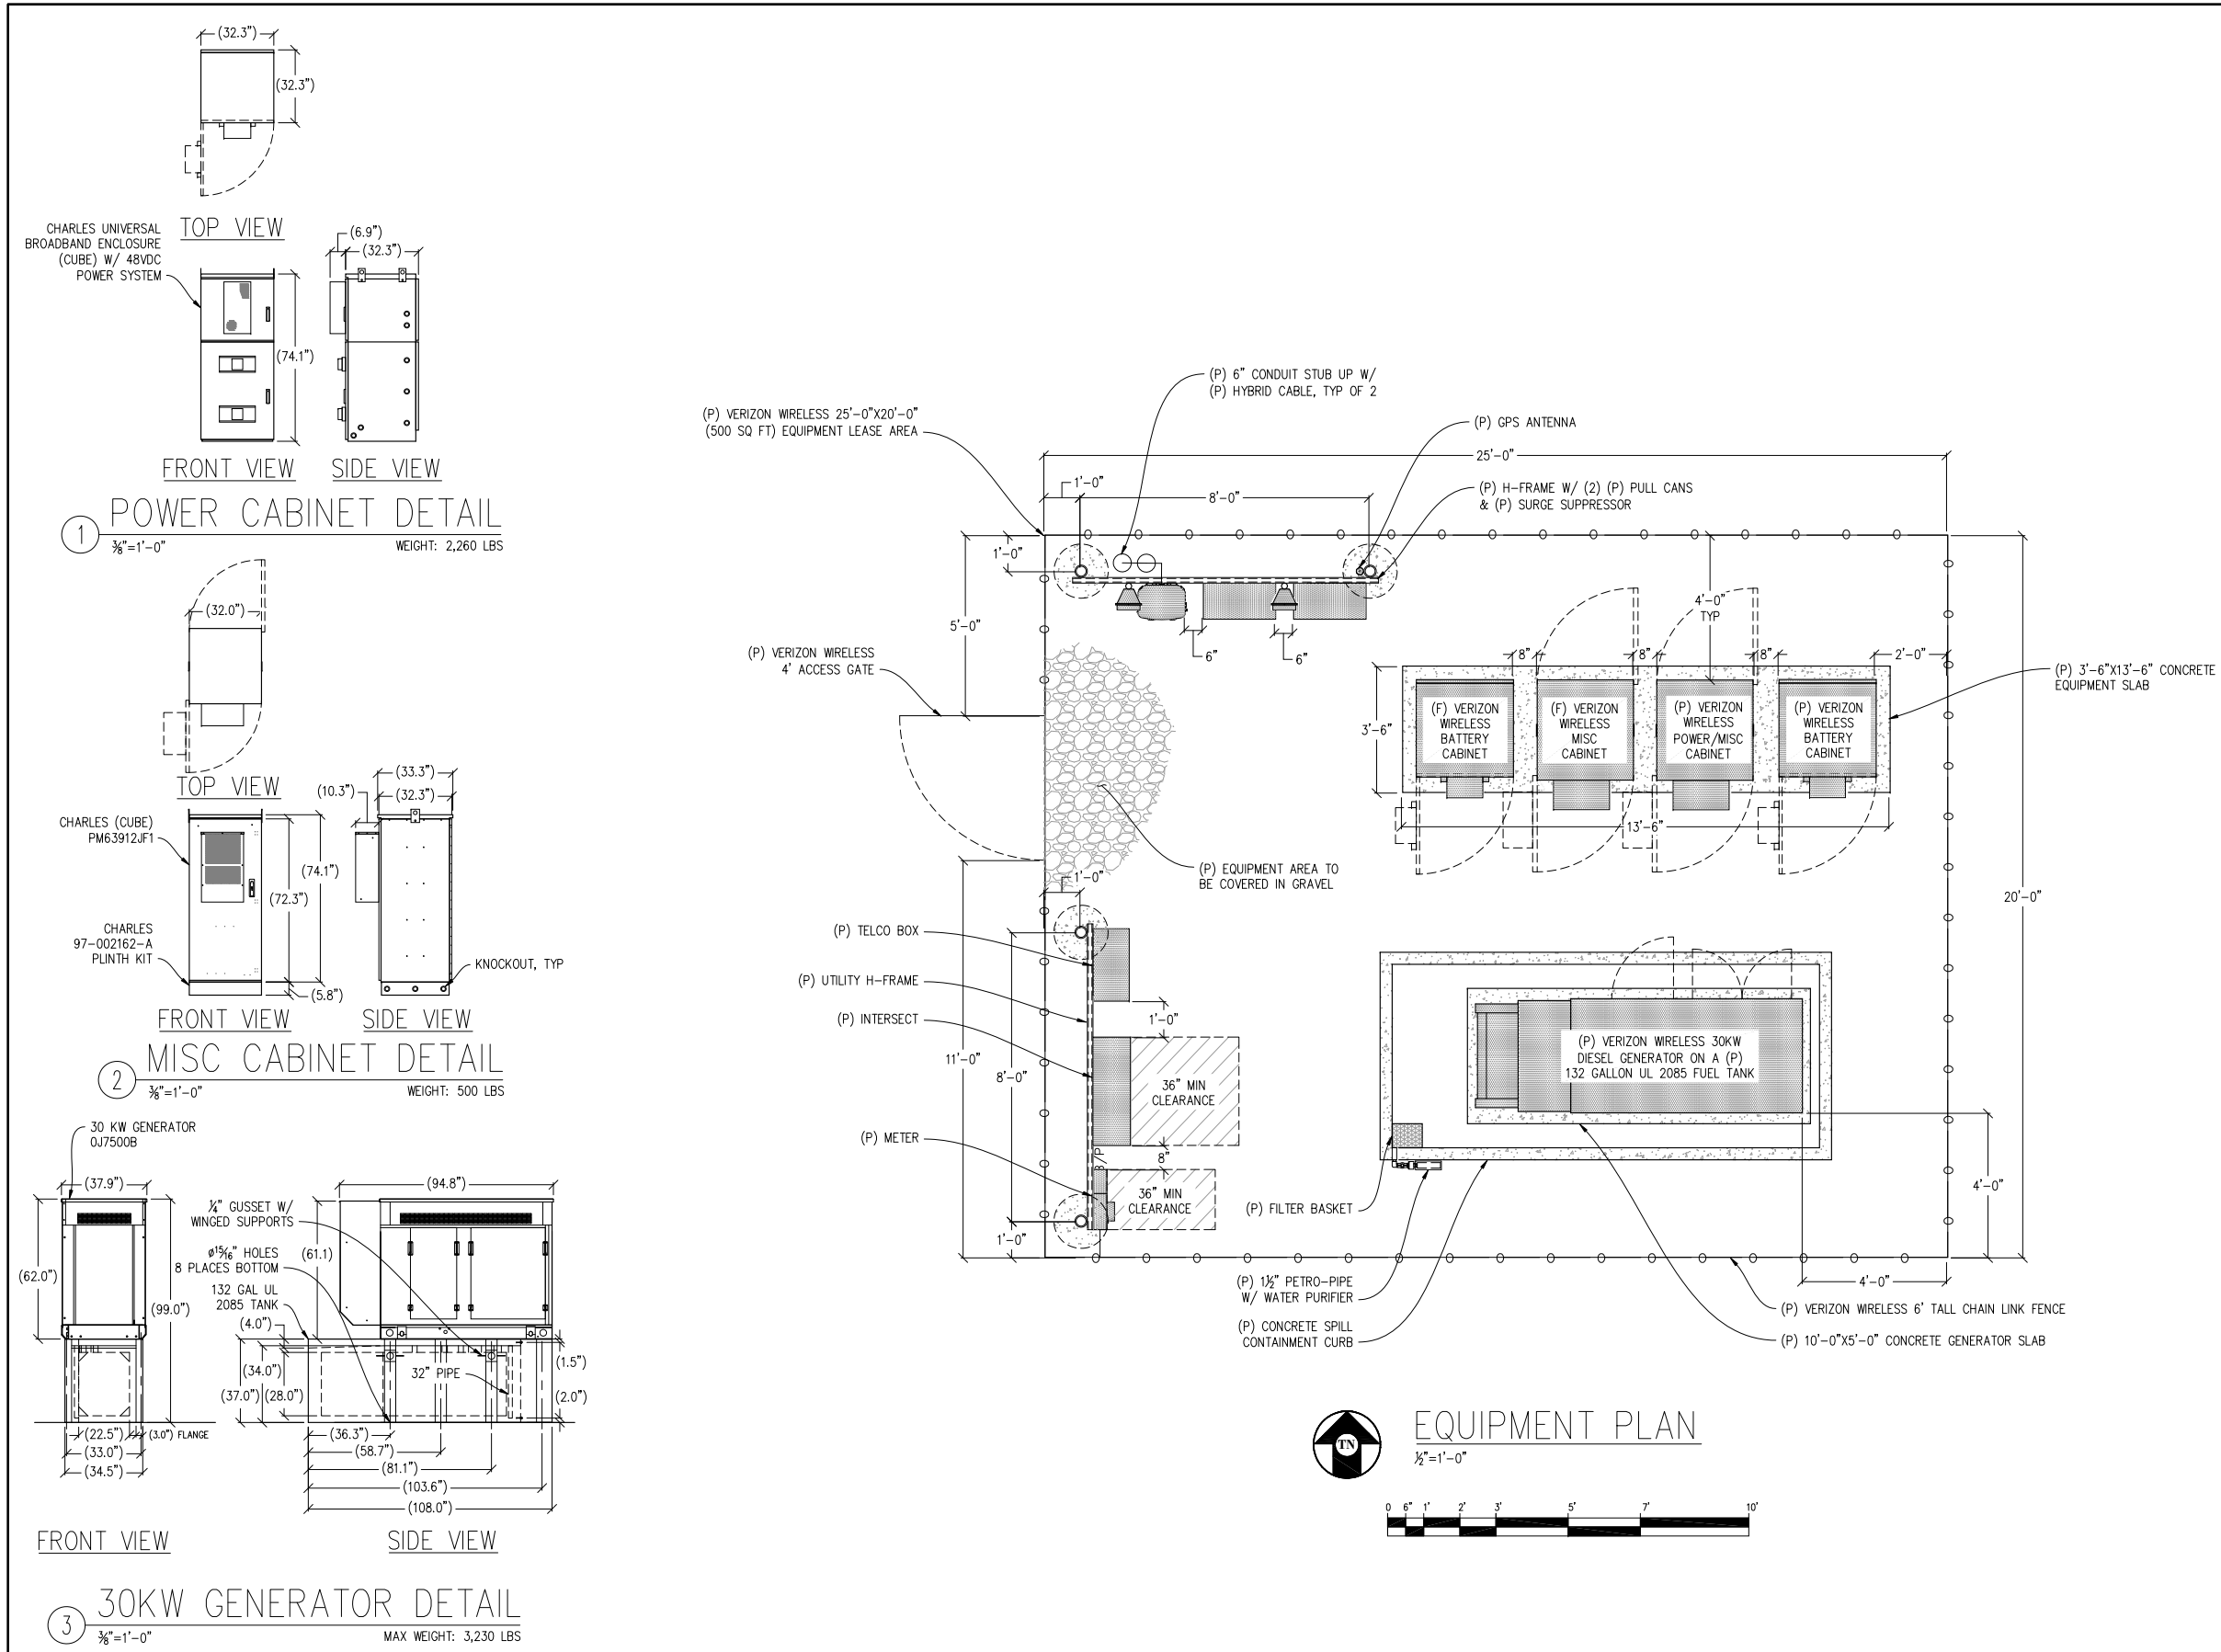 (32.3")
(32.3")
TOP VIEW
CHARLES UNIVERSAL
BROADBAND ENCLOSURE
(CUBE) W/ 48VDC
POWER SYSTEM
(6.9")
(32.3")
(74.1")
FRONT VIEW
SIDE VIEW
1
POWER CABINET DETAIL
⅜"=1'-0"
WEIGHT: 2,260 LBS
(32.0")
TOP VIEW
(33.3")
(10.3")
(32.3")
CHARLES (CUBE)
PM63912JF1
(74.1")
(72.3")
CHARLES
97-002162-A
PLINTH KIT
(5.8")
KNOCKOUT, TYP
FRONT VIEW
SIDE VIEW
2
MISC CABINET DETAIL
⅜"=1'-0"
WEIGHT: 500 LBS
30 KW GENERATOR
0J7500B
(37.9")
(94.8")
¼" GUSSET W/
WINGED SUPPORTS
ø15⁄16" HOLES
8 PLACES BOTTOM
(61.1)
(62.0")
132 GAL UL
2085 TANK
(99.0")
(4.0")
(34.0")
(37.0")
(28.0")
32" PIPE
(1.5")
(2.0")
(22.5")
(3.0") FLANGE
(33.0")
(34.5")
(36.3")
(58.7")
(81.1")
(103.6")
(108.0")
FRONT VIEW
SIDE VIEW
3
30KW GENERATOR DETAIL
⅜"=1'-0"
MAX WEIGHT: 3,230 LBS
(P) 6" CONDUIT STUB UP W/
(P) HYBRID CABLE, TYP OF 2
(P) VERIZON WIRELESS 25'-0"X20'-0"
(500 SQ FT) EQUIPMENT LEASE AREA
(P) GPS ANTENNA
25'-0"
1'-0"
8'-0"
(P) H-FRAME W/ (2) (P) PULL CANS
& (P) SURGE SUPPRESSOR
1'-0"
4'-0"
TYP
5'-0"
6"
6"
(P) VERIZON WIRELESS
4' ACCESS GATE
8"
8"
8"
2'-0"
(P) 3'-6"X13'-6" CONCRETE
EQUIPMENT SLAB
3'-6"
(F) VERIZON
WIRELESS
BATTERY
CABINET
(F) VERIZON
WIRELESS
MISC
CABINET
(P) VERIZON
WIRELESS
POWER/MISC
CABINET
(P) VERIZON
WIRELESS
BATTERY
CABINET
13'-6"
(P) EQUIPMENT AREA TO
BE COVERED IN GRAVEL
1'-0"
20'-0"
(P) TELCO BOX
(P) UTILITY H-FRAME
(P) INTERSECT
1'-0"
11'-0"
8'-0"
36" MIN
CLEARANCE
(P) VERIZON WIRELESS 30KW
DIESEL GENERATOR ON A (P)
132 GALLON UL 2085 FUEL TANK
(P) METER
8"
B/P
36" MIN
CLEARANCE
1'-0"
(P) FILTER BASKET
4'-0"
4'-0"
(P) 1½" PETRO-PIPE
W/ WATER PURIFIER
(P) CONCRETE SPILL
CONTAINMENT CURB
(P) VERIZON WIRELESS 6' TALL CHAIN LINK FENCE
(P) 10'-0"X5'-0" CONCRETE GENERATOR SLAB
TN
EQUIPMENT PLAN
½"=1'-0"
0 6" 1' 2' 3' 5' 7' 10'